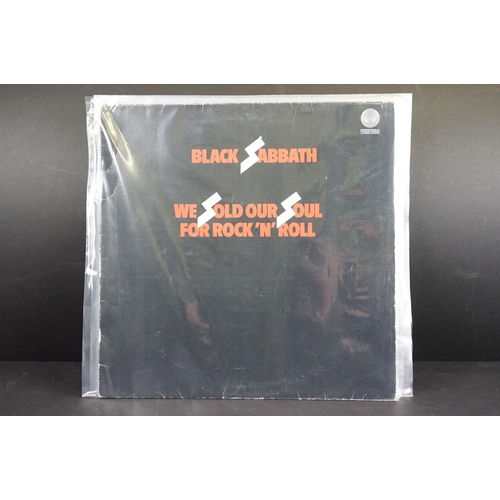 BLACK SABBATH
WE SOLD OUR SOUL
FOR ROCK 'N' ROLL